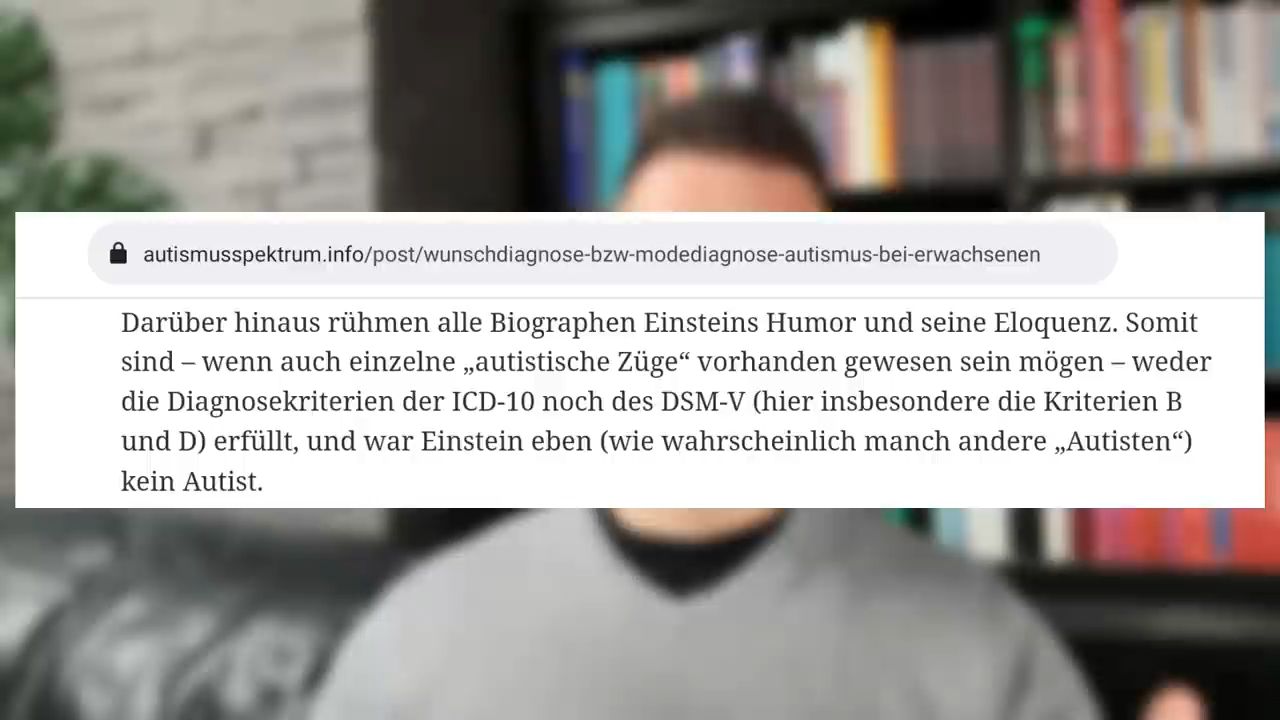 autismusspektrum.info/post/wunschdiagnose-bzw-modediagnose-autismus-bei-erwachsenen
Darüber hinaus rühmen alle Biographen Einsteins Humor und seine Eloquenz. Somit
sind – wenn auch einzelne „autistische Züge“ vorhanden gewesen sein mögen – weder
die Diagnosekriterien der ICD-10 noch des DSM-V (hier insbesondere die Kriterien B
und D) erfüllt, und war Einstein eben (wie wahrscheinlich manch andere „Autisten“)
kein Autist.